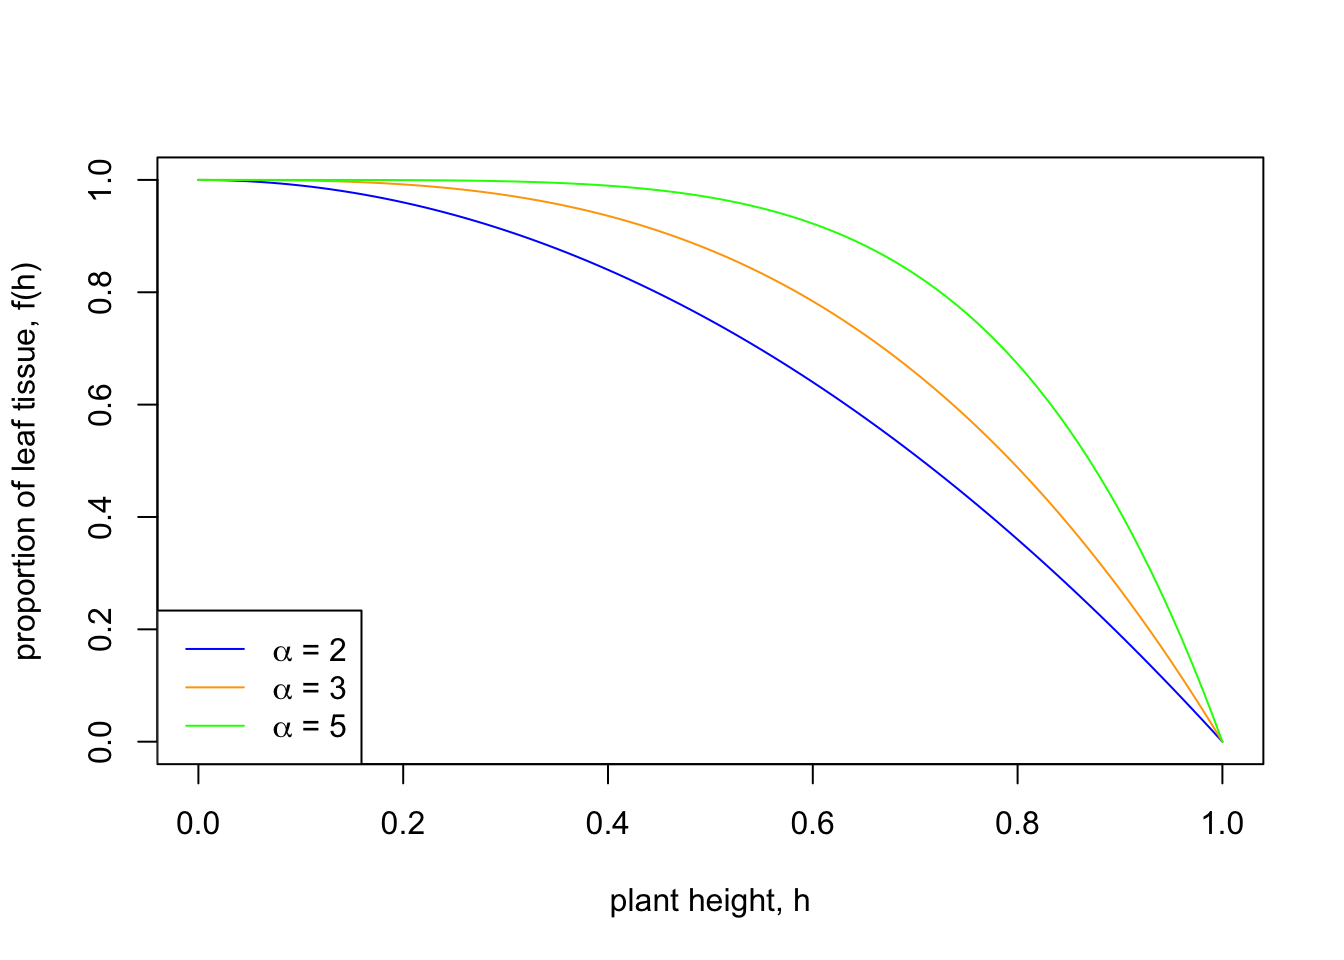 proportion of leaf tissue, f(h)
1.0
0.8
0.6
0.4
0.2
0.0
α = 2
α = 3
α = 5
0.0 0.2 0.4 0.6 0.8 1.0
plant height, h